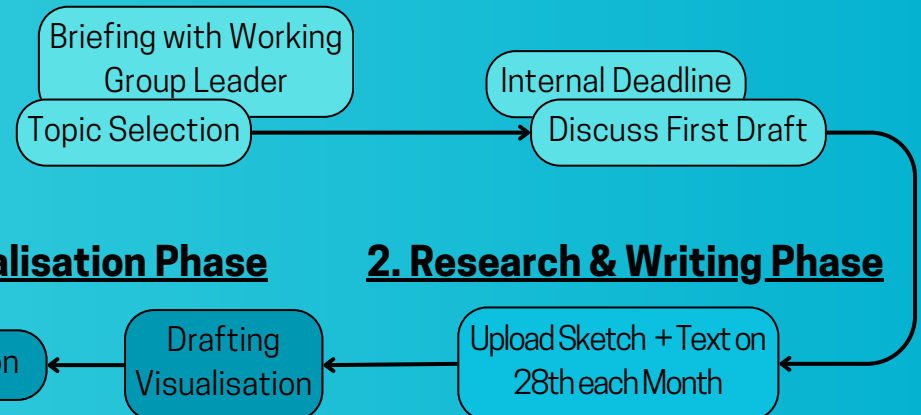 Briefing with Working
Group Leader
Topic Selection
Internal Deadline
Discuss First Draft
alisation Phase
2. Research & Writing Phase
on
Drafting
Visualisation
Upload Sketch + Text on
28th each Month